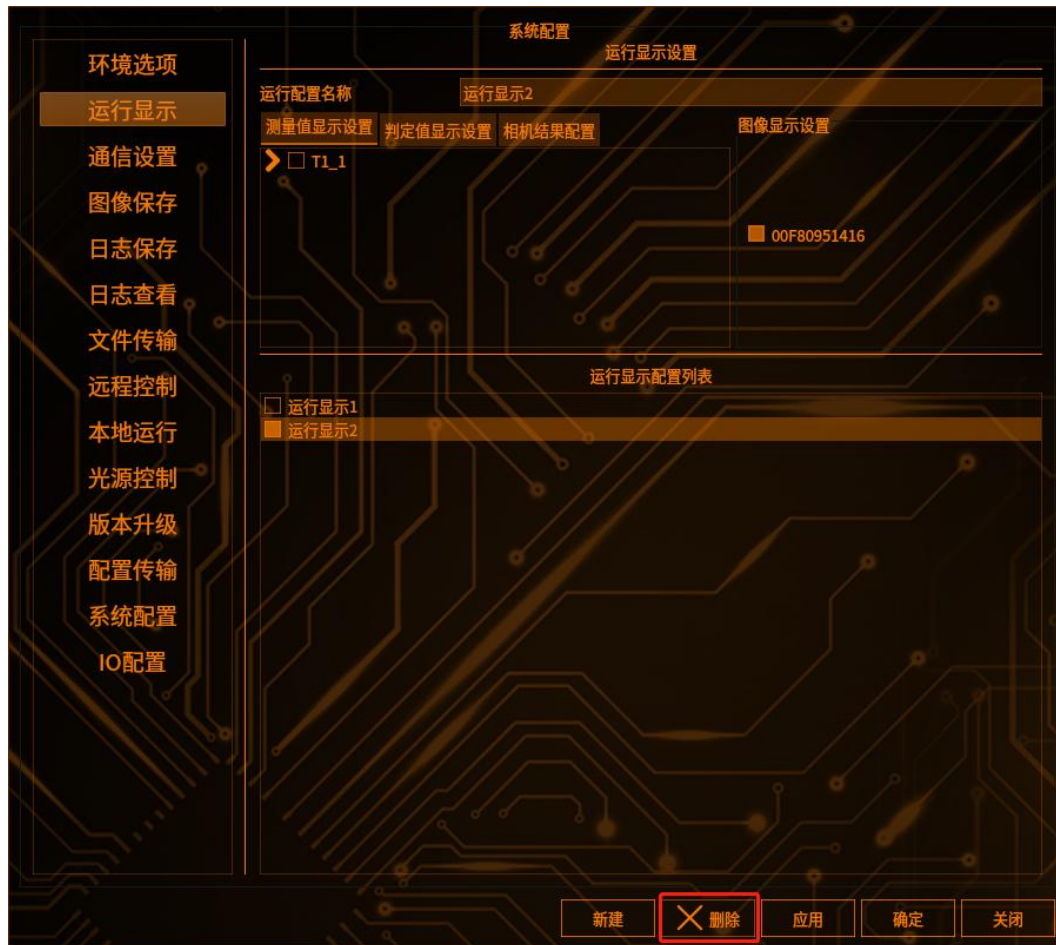 系统配置
环境选项
运行显示
通信设置
图像保存
日志保存
日志查看
文件传输
远程控制
本地运行
光源控制
版本升级
配置传输
系统配置
IO配置
运行显示设置
运行配置名称 运行显示2
测量值显示设置 判定值显示设置 相机结果配置
T1_1
图像显示设置
00F80951416
运行显示配置列表
运行显示1
运行显示2
新建 删除 应用 确定 关闭